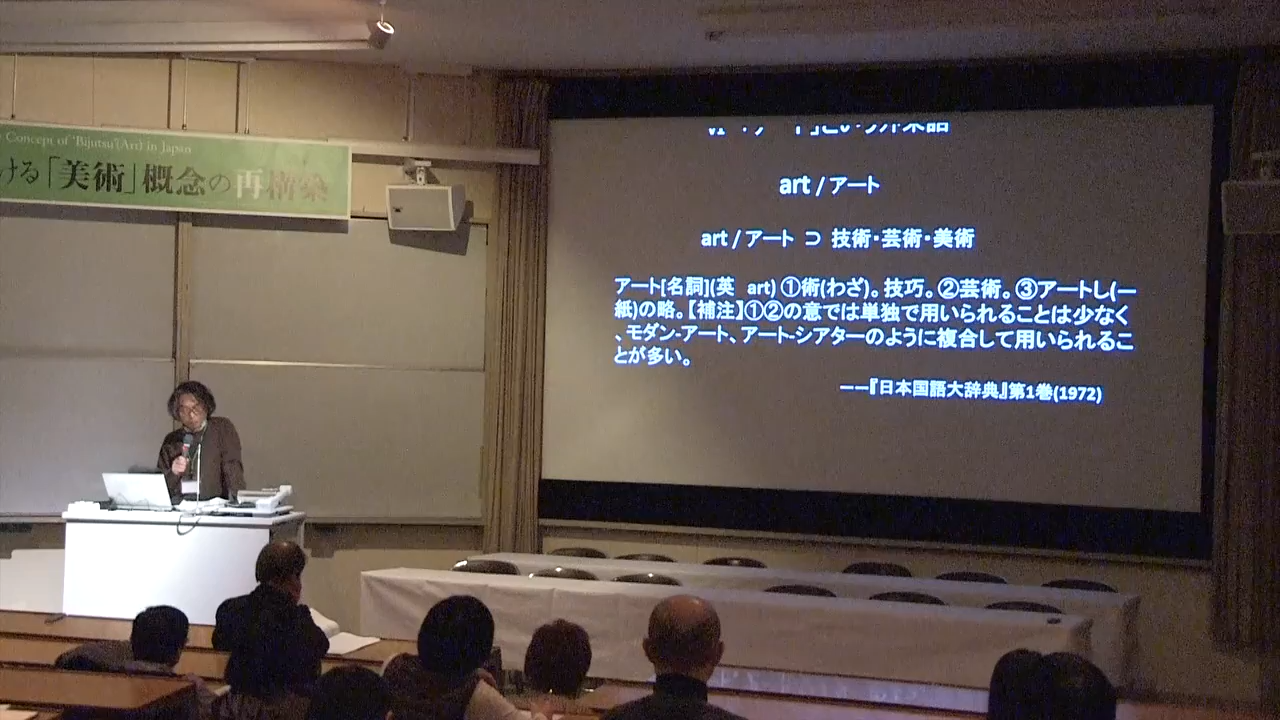 Concept of 'Bijutsu' (Art) in Japan
ける「美術」概念の再構築
art / アート
art / アート ⊃ 技術・芸術・美術
アート[名詞](英 art) ①術(わざ)。技巧。②芸術。③アートし(一
紙)の略。【補注】①②の意では単独で用いられることは少なく
、モダン-アート、アート-シアターのように複合して用いられるこ
とが多い。
――『日本国語大辞典』第1巻(1972)